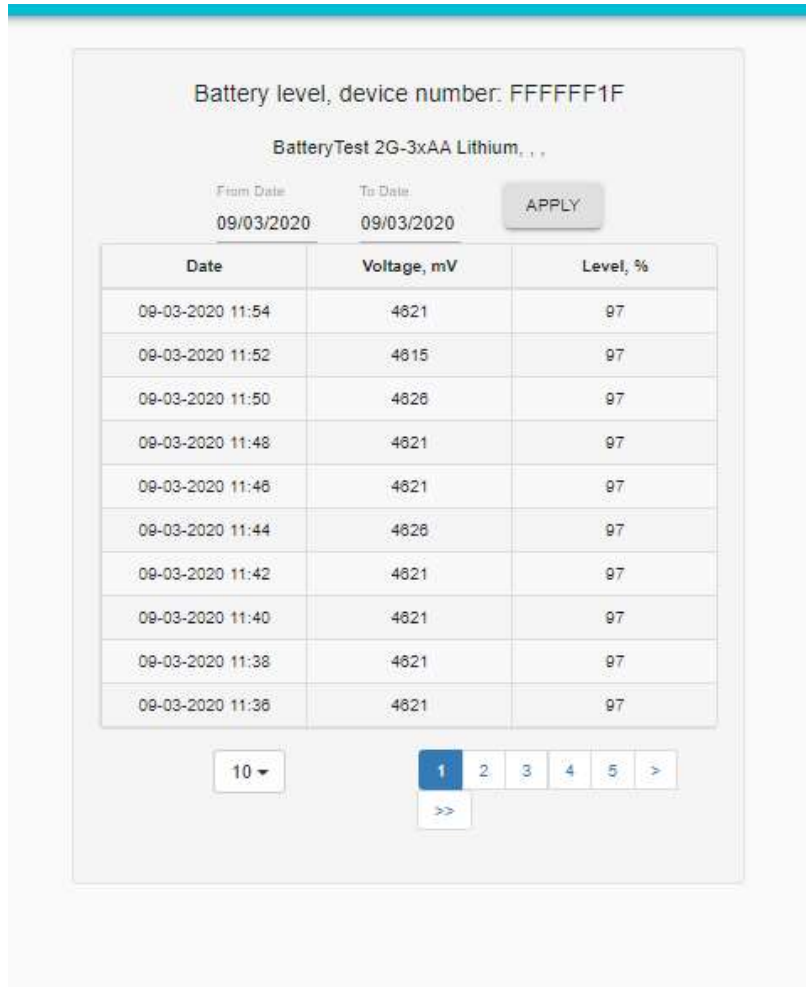 Battery level, device number: FFFFFF1F
BatteryTest 2G-3xAA Lithium, , ,
From Date To Date
09/03/2020 09/03/2020 APPLY
Date Voltage, mV Level, %
09-03-2020 11:54 4621 97
09-03-2020 11:52 4615 97
09-03-2020 11:50 4626 97
09-03-2020 11:48 4621 97
09-03-2020 11:46 4621 97
09-03-2020 11:44 4626 97
09-03-2020 11:42 4621 97
09-03-2020 11:40 4621 97
09-03-2020 11:38 4621 97
09-03-2020 11:36 4621 97
10 1 2 3 4 5 >
>>